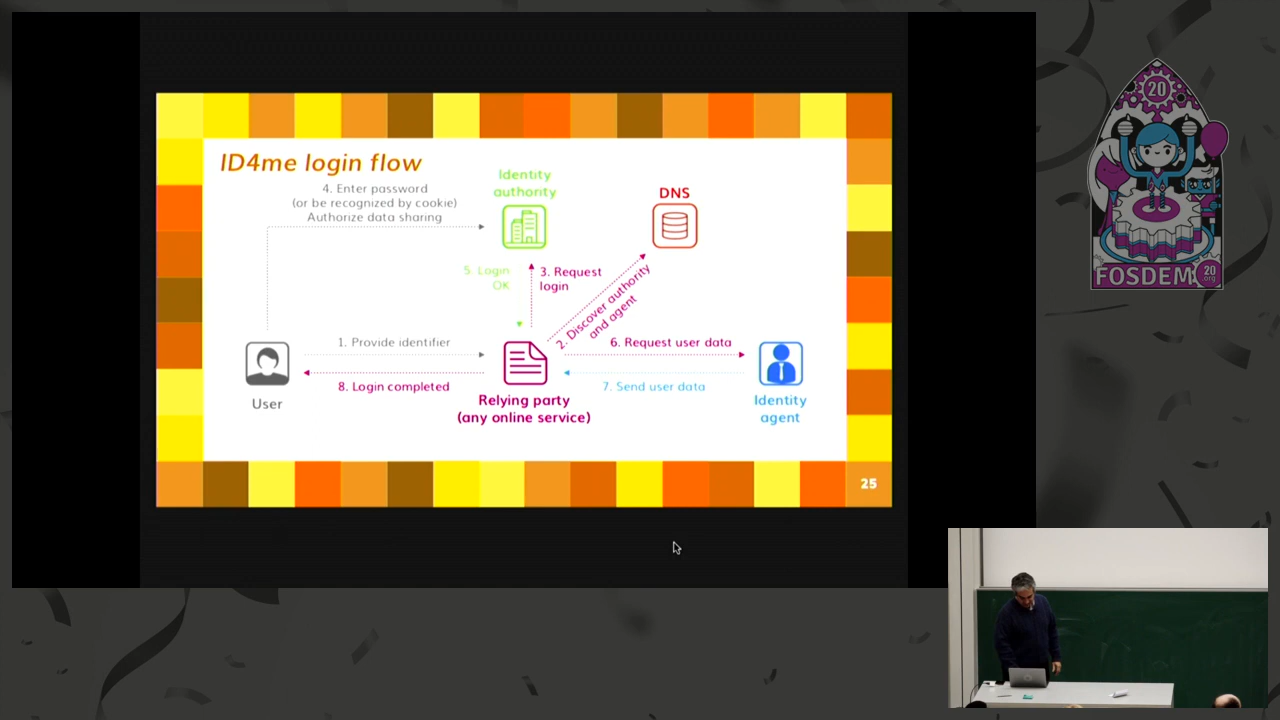 ID4me login flow
4. Enter password
(or be recognized by cookie)
Authorize data sharing
Identity
authority
DNS
5. Login
OK
3. Request
login
2. Discover authority
and agent
1. Provide identifier
6. Request user data
8. Login completed
7. Send user data
User
Relying party
(any online service)
Identity
agent
25
20
FOSDEM
20
.org